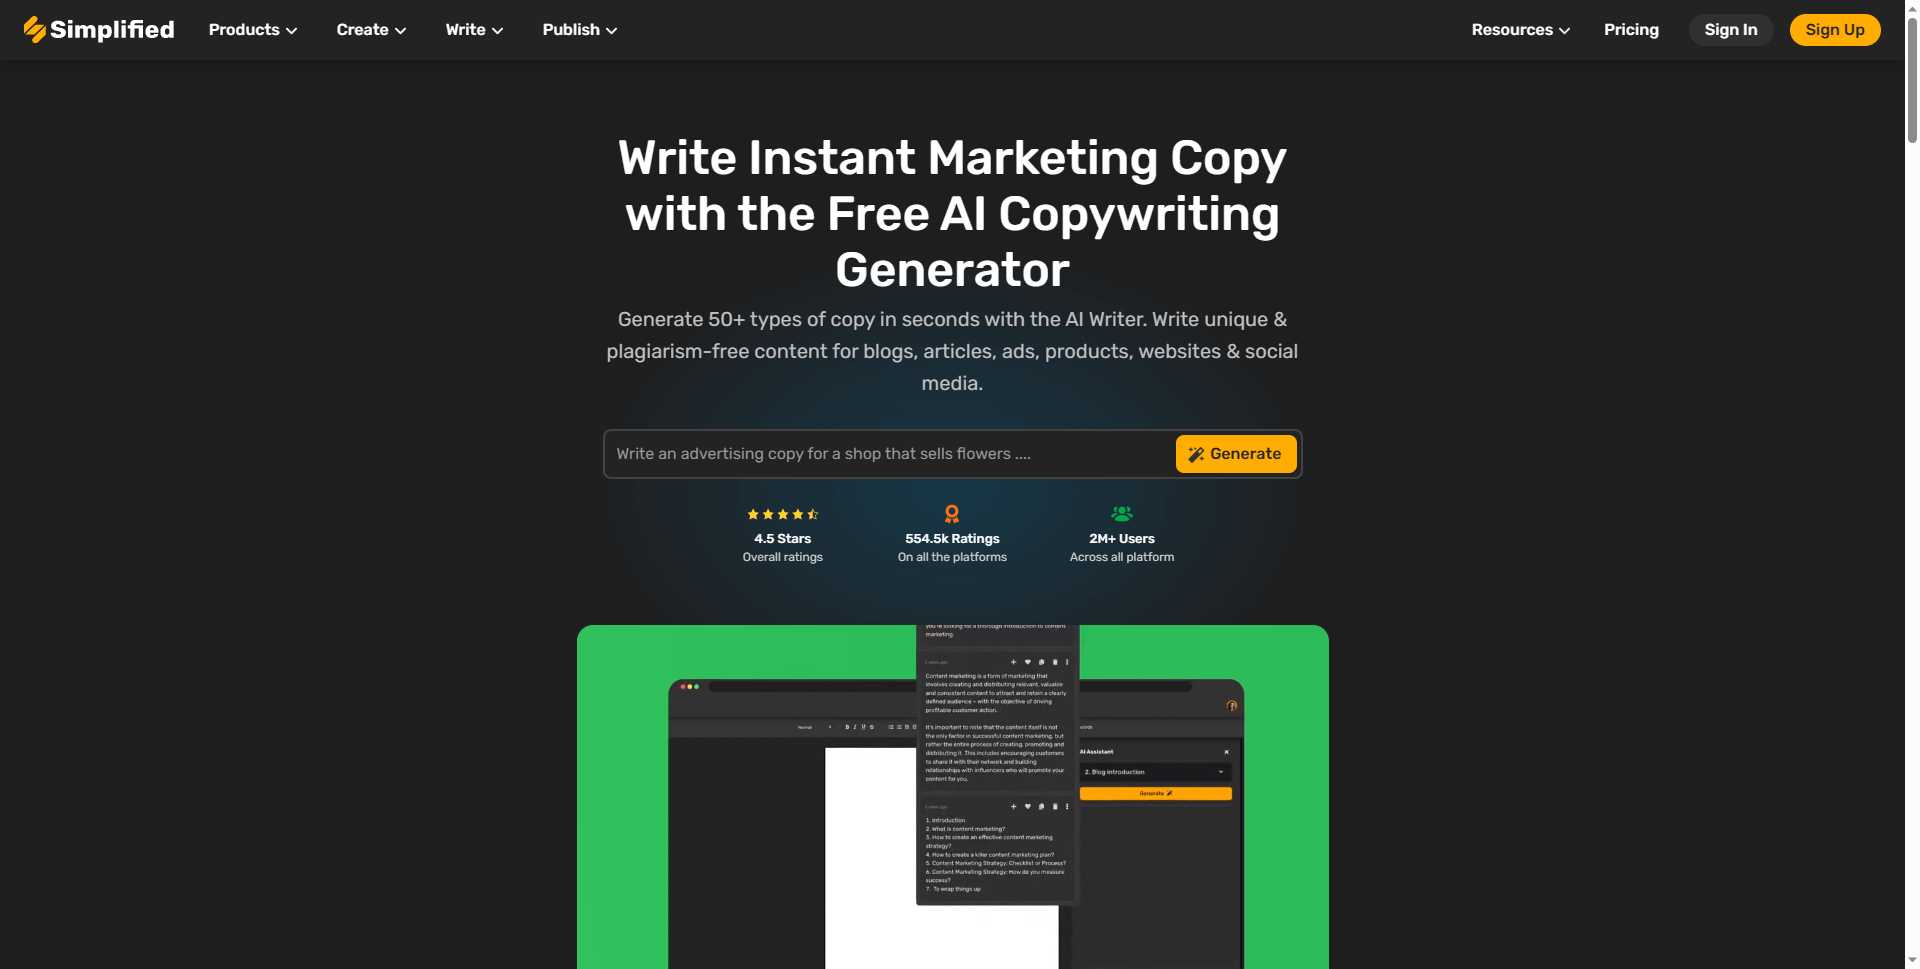 Simplified
Products
Create
Write
Publish
Resources
Pricing
Sign In
Sign Up
Write Instant Marketing Copy
with the Free AI Copywriting
Generator
Generate 50+ types of copy in seconds with the AI Writer. Write unique &
plagiarism-free content for blogs, articles, ads, products, websites & social
media.
Write an advertising copy for a shop that sells flowers ....
Generate
4.5 Stars
Overall ratings
554.5k Ratings
On all the platforms
2M+ Users
Across all platform
you're looking for a thorough introduction to content
marketing.
Content marketing is a form of marketing that
involves creating and distributing relevant, valuable
and consistent content to attract and retain a clearly
defined audience – with the objective of driving
profitable customer action.
It's important to note that the content itself is not
the only factor in successful content marketing, but
rather the entire process of creating, promoting and
distributing it. This includes encouraging customers
to share it with their network and building
relationships with influencers who will promote your
content for you.
1. Introduction
2. What is content marketing?
3. How to create an effective content marketing
strategy?
4. How to create a killer content marketing plan?
5. Content Marketing Strategy: Checklist or Process?
6. Content Marketing Strategy: How do you measure
success?
7. To wrap things up
Normal
B I U S
AI Assistant
2. Blog Introduction
Generate